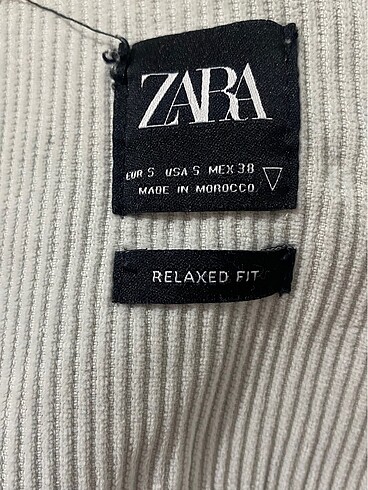 ZARA
EUR S USA S MEX 38
MADE IN MOROCCO
RELAXED FIT